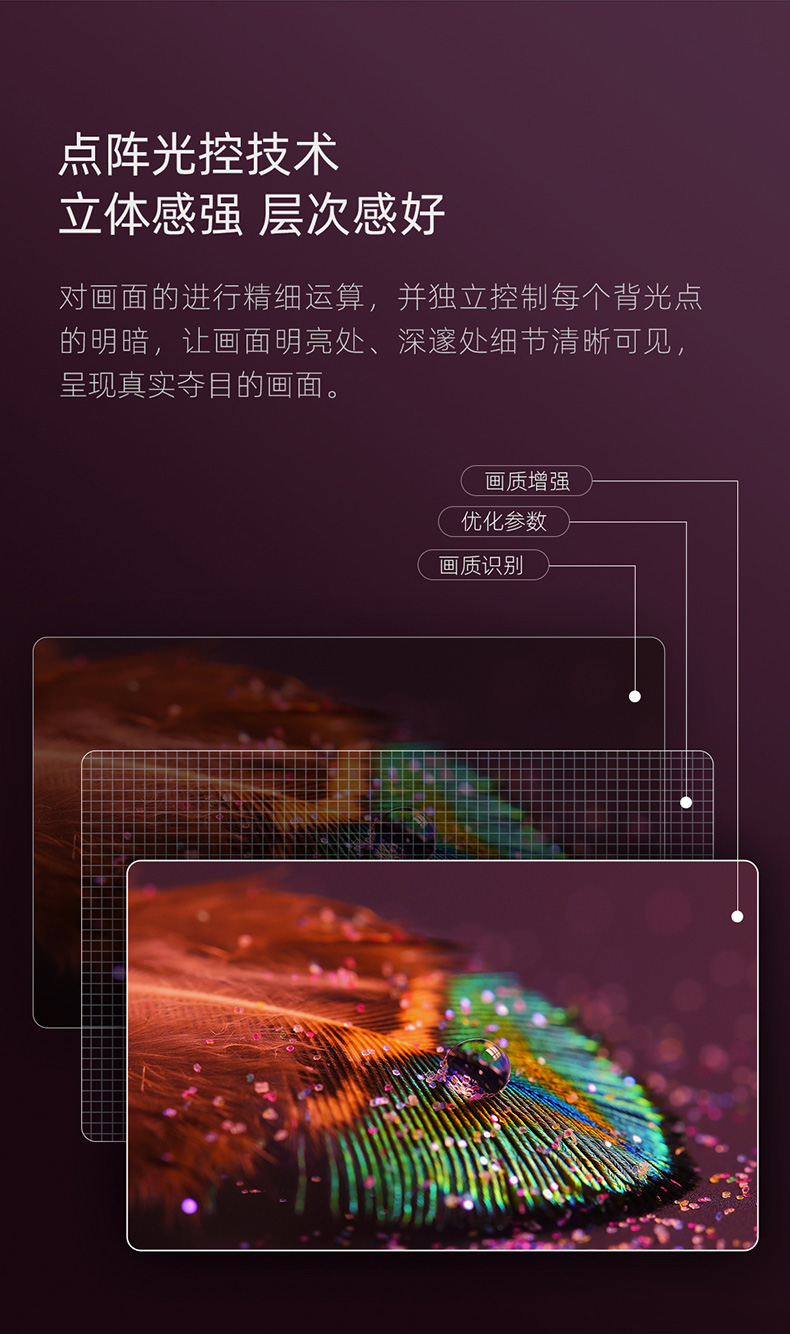 点阵光控技术
立体感强 层次感好
对画面的进行精细运算，并独立控制每个背光点
的明暗，让画面明亮处、深邃处细节清晰可见，
呈现真实夺目的画面。
画质增强
优化参数
画质识别